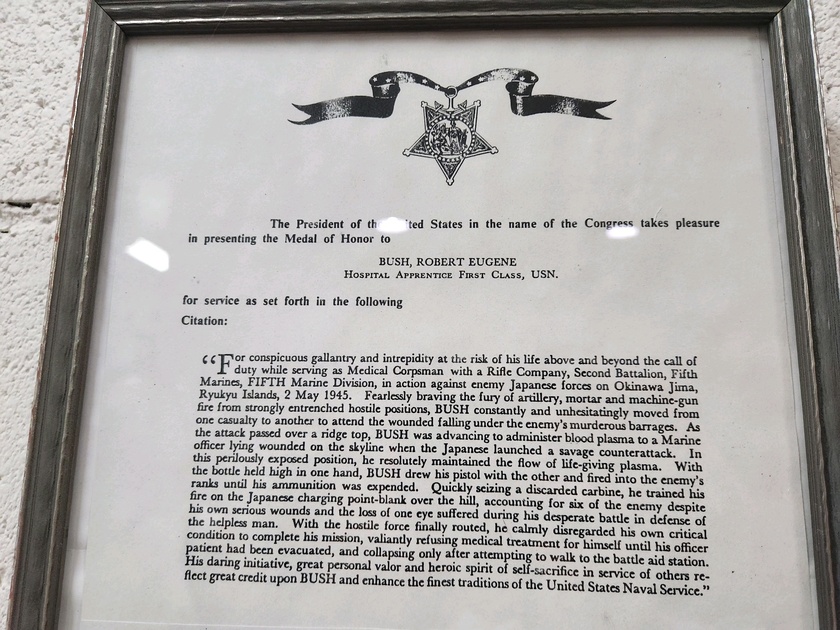 The President of the United States in the name of the Congress takes pleasure
in presenting the Medal of Honor to
BUSH, ROBERT EUGENE
HOSPITAL APPRENTICE FIRST CLASS, USN.
for service as set forth in the following
Citation:
“For conspicuous gallantry and intrepidity at the risk of his life above and beyond the call of
duty while serving as Medical Corpsman with a Rifle Company, Second Battalion, Fifth
Marines, FIFTH Marine Division, in action against enemy Japanese forces on Okinawa Jima,
Ryukyu Islands, 2 May 1945. Fearlessly braving the fury of artillery, mortar and machine-gun
fire from strongly entrenched hostile positions, BUSH constantly and unhesitatingly moved from
one casualty to another to attend the wounded falling under the enemy's murderous barrages. As
the attack passed over a ridge top, BUSH was advancing to administer blood plasma to a Marine
officer lying wounded on the skyline when the Japanese launched a savage counterattack. In
this perilously exposed position, he resolutely maintained the flow of life-giving plasma. With
the bottle held high in one hand, BUSH drew his pistol with the other and fired into the enemy's
ranks until his ammunition was expended. Quickly seizing a discarded carbine, he trained his
fire on the Japanese charging point-blank over the hill, accounting for six of the enemy despite
his own serious wounds and the loss of one eye suffered during his desperate battle in defense of
the helpless man. With the hostile force finally routed, he calmly disregarded his own critical
condition to complete his mission, valiantly refusing medical treatment for himself until his officer
patient had been evacuated, and collapsing only after attempting to walk to the battle aid station.
His daring initiative, great personal valor and heroic spirit of self-sacrifice in service of others re-
flect great credit upon BUSH and enhance the finest traditions of the United States Naval Service.”